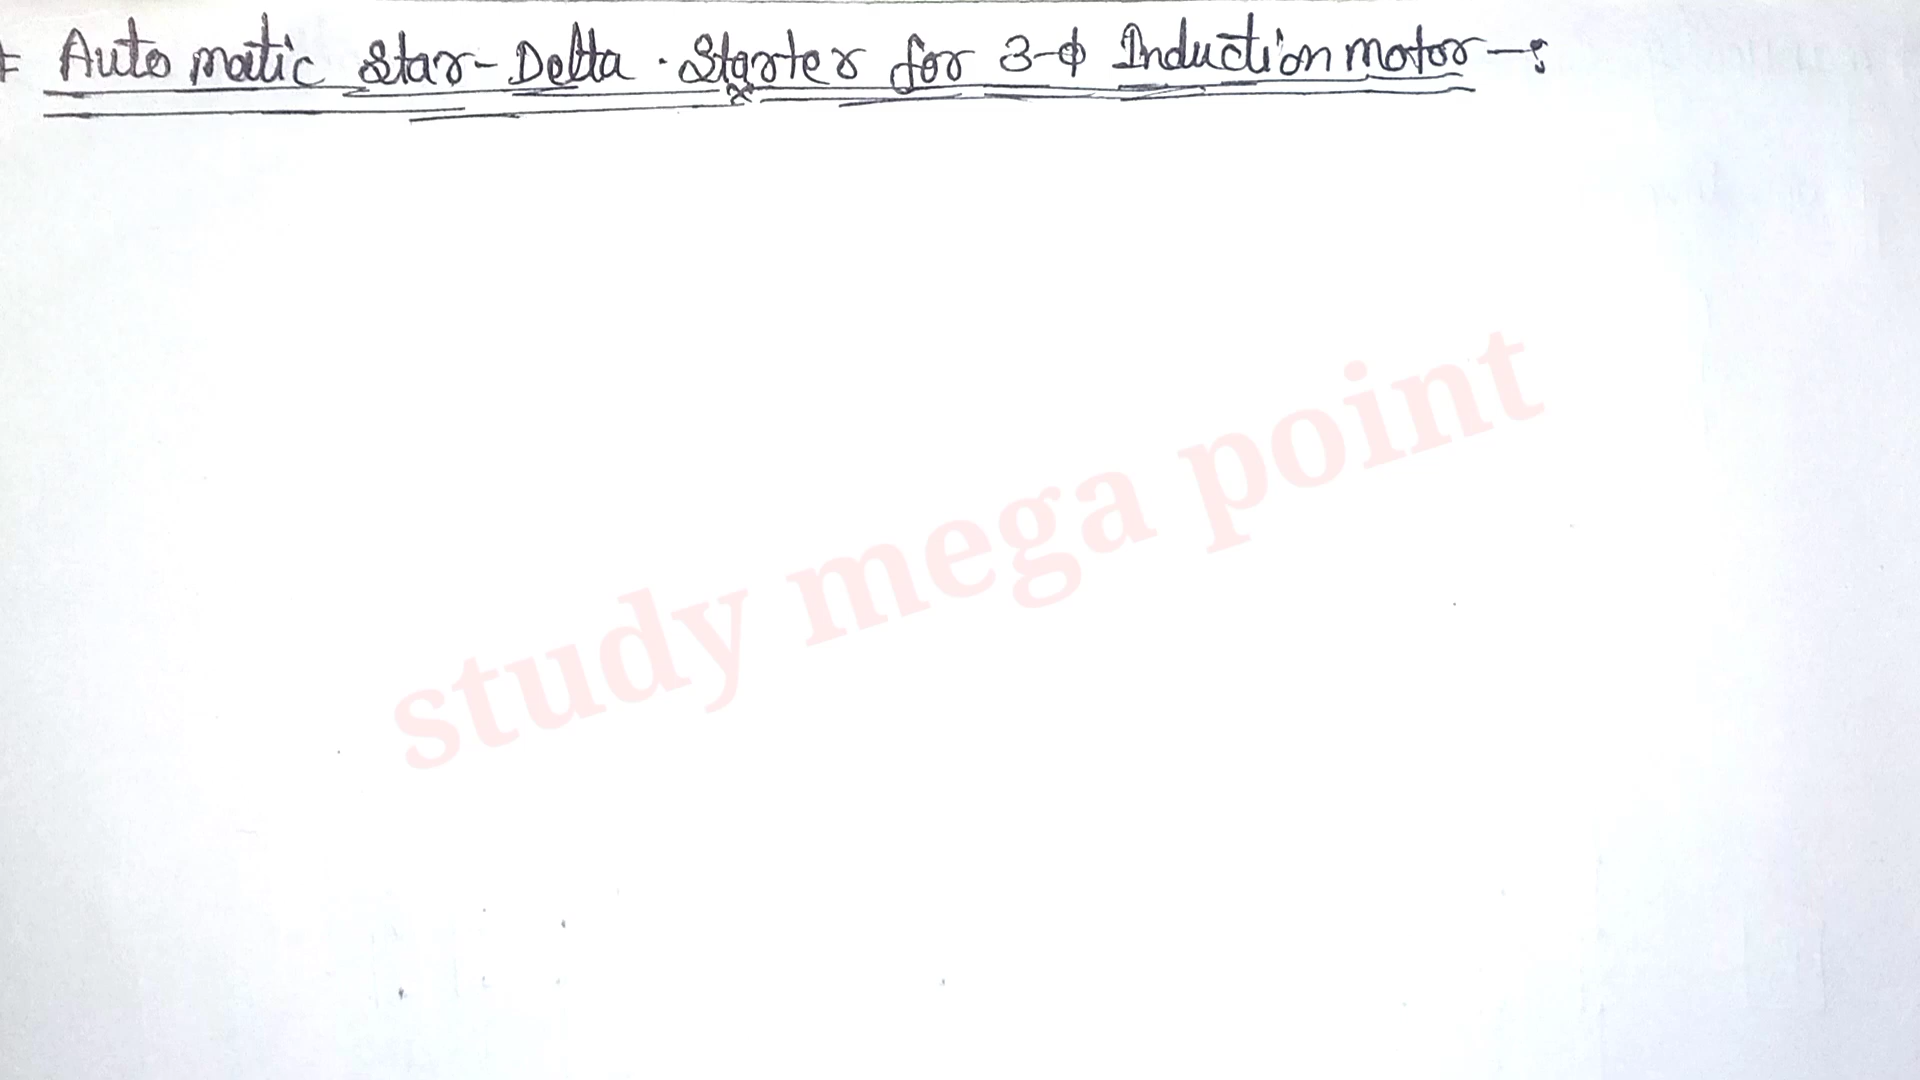 Automatic Star-Delta Starter for 3-φ Induction motor -:
study mega point